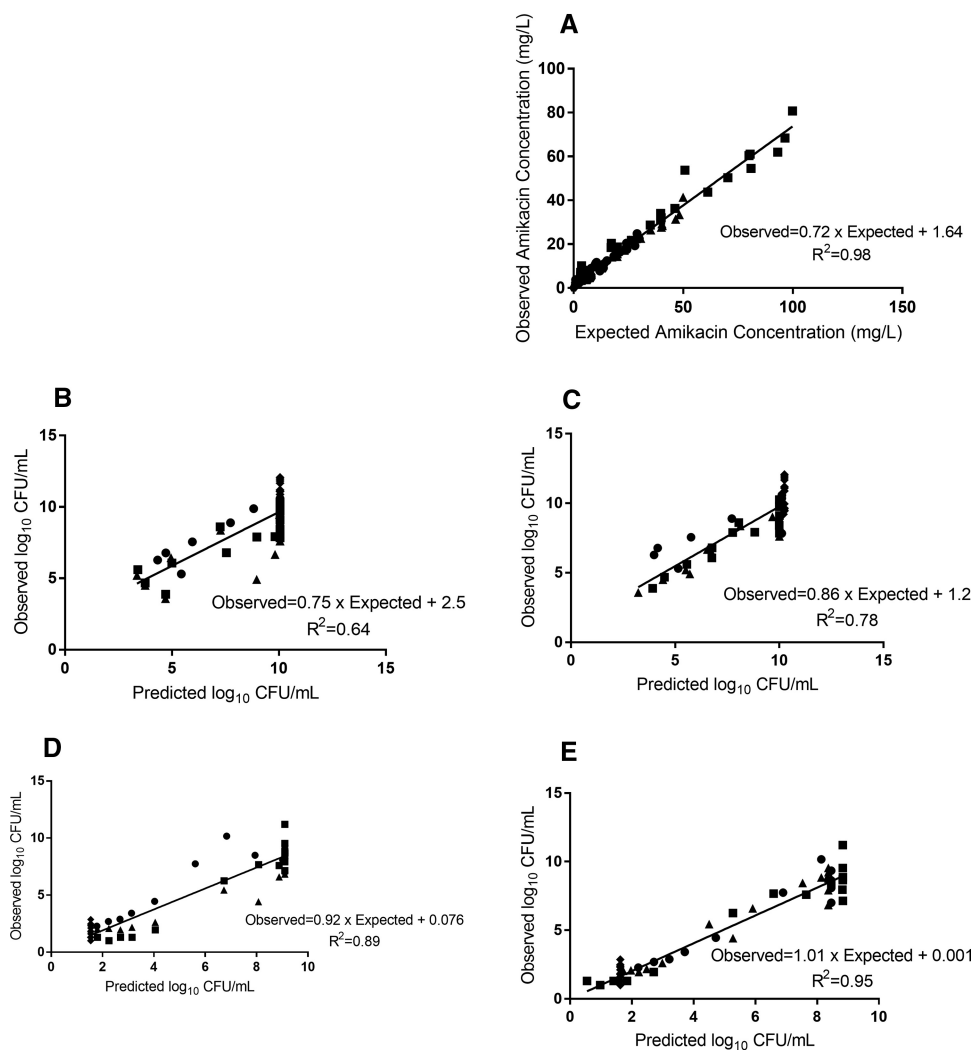 A
Observed Amikacin Concentration (mg/L)
100
80
60
40
20
0
0 50 100 150
Observed=0.72 x Expected + 1.64
R²=0.98
Expected Amikacin Concentration (mg/L)
B
Observed log₁₀ CFU/mL
15
10
5
0
0 5 10 15
Observed=0.75 x Expected + 2.5
R²=0.64
Predicted log₁₀ CFU/mL
C
Observed log₁₀ CFU/mL
15
10
5
0
0 5 10 15
Observed=0.86 x Expected + 1.2
R²=0.78
Predicted log₁₀ CFU/mL
D
Observed log₁₀ CFU/mL
15
10
5
0
0 2 4 6 8 10
Observed=0.92 x Expected + 0.076
R²=0.89
Predicted log₁₀ CFU/mL
E
Observed log₁₀ CFU/mL
15
10
5
0
0 2 4 6 8 10
Observed=1.01 x Expected + 0.001
R²=0.95
Predicted log₁₀ CFU/mL